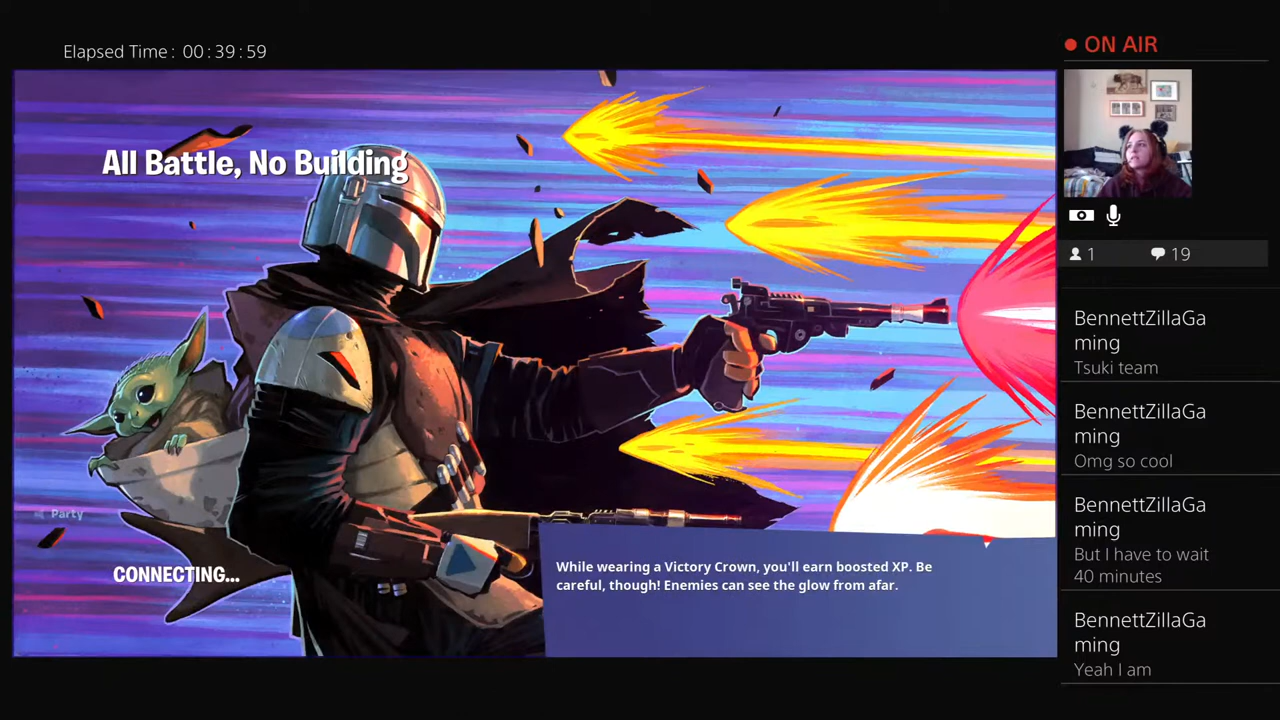 Elapsed Time: 00:39:59
ON AIR
All Battle, No Building
1
19
BennettZillaGa
ming
Tsuki team
BennettZillaGa
ming
Omg so cool
BennettZillaGa
ming
But I have to wait
40 minutes
BennettZillaGa
ming
Yeah I am
Party
CONNECTING...
While wearing a Victory Crown, you'll earn boosted XP. Be
careful, though! Enemies can see the glow from afar.